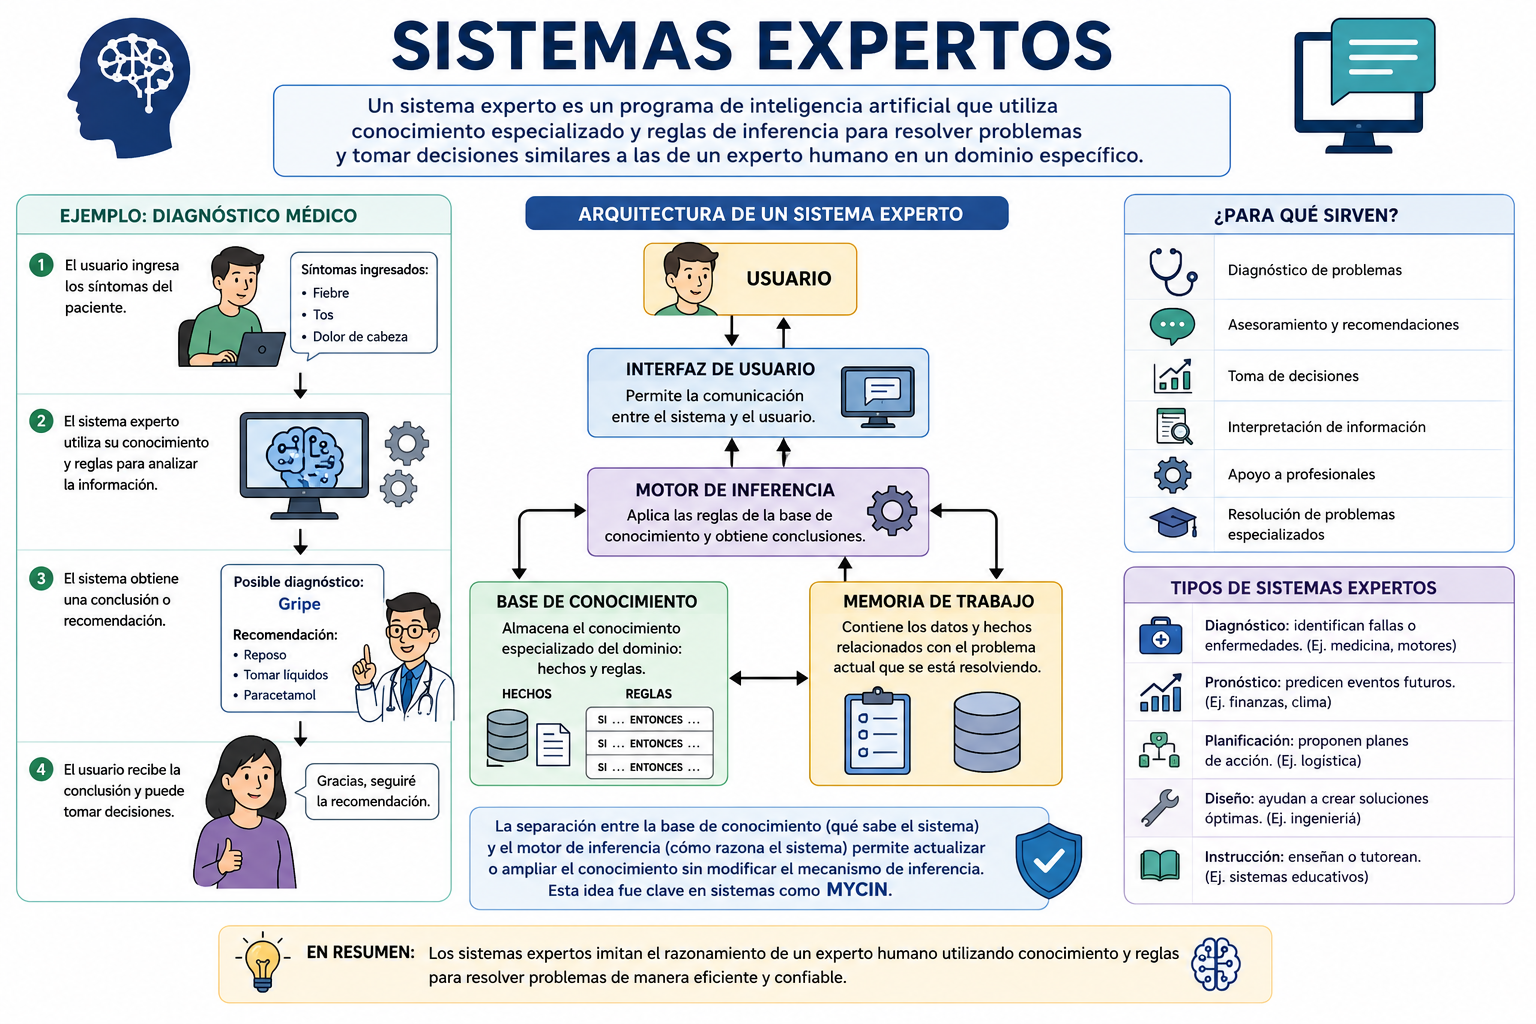 SISTEMAS EXPERTOS
Un sistema experto es un programa de inteligencia artificial que utiliza
conocimiento especializado y reglas de inferencia para resolver problemas
y tomar decisiones similares a las de un experto humano en un dominio específico.
EJEMPLO: DIAGNÓSTICO MÉDICO
1
El usuario ingresa
los síntomas del
paciente.
Síntomas ingresados:
• Fiebre
• Tos
• Dolor de cabeza
2
El sistema experto
utiliza su conocimiento
y reglas para analizar
la información.
3
El sistema obtiene
una conclusión o
recomendación.
Posible diagnóstico:
Gripe
Recomendación:
• Reposo
• Tomar líquidos
• Paracetamol
4
El usuario recibe la
conclusión y puede
tomar decisiones.
Gracias, seguiré
la recomendación.
ARQUITECTURA DE UN SISTEMA EXPERTO
USUARIO
INTERFAZ DE USUARIO
Permite la comunicación
entre el sistema y el usuario.
MOTOR DE INFERENCIA
Aplica las reglas de la base de
conocimiento y obtiene conclusiones.
BASE DE CONOCIMIENTO
Almacena el conocimiento
especializado del dominio:
hechos y reglas.
HECHOS
REGLAS
SI ... ENTONCES ...
SI ... ENTONCES ...
SI ... ENTONCES ...
MEMORIA DE TRABAJO
Contiene los datos y hechos
relacionados con el problema
actual que se está resolviendo.
La separación entre la base de conocimiento (qué sabe el sistema)
y el motor de inferencia (cómo razona el sistema) permite actualizar
o ampliar el conocimiento sin modificar el mecanismo de inferencia.
Esta idea fue clave en sistemas como MYCIN.
¿PARA QUÉ SIRVEN?
Diagnóstico de problemas
Asesoramiento y recomendaciones
Toma de decisiones
Interpretación de información
Apoyo a profesionales
Resolución de problemas
especializados
TIPOS DE SISTEMAS EXPERTOS
Diagnóstico: identifican fallas o
enfermedades. (Ej. medicina, motores)
Pronóstico: predicen eventos futuros.
(Ej. finanzas, clima)
Planificación: proponen planes
de acción. (Ej. logística)
Diseño: ayudan a crear soluciones
óptimas. (Ej. ingenieriá)
Instrucción: enseñan o tutorean.
(Ej. sistemas educativos)
EN RESUMEN: Los sistemas expertos imitan el razonamiento de un experto humano utilizando conocimiento y reglas
para resolver problemas de manera eficiente y confiable.